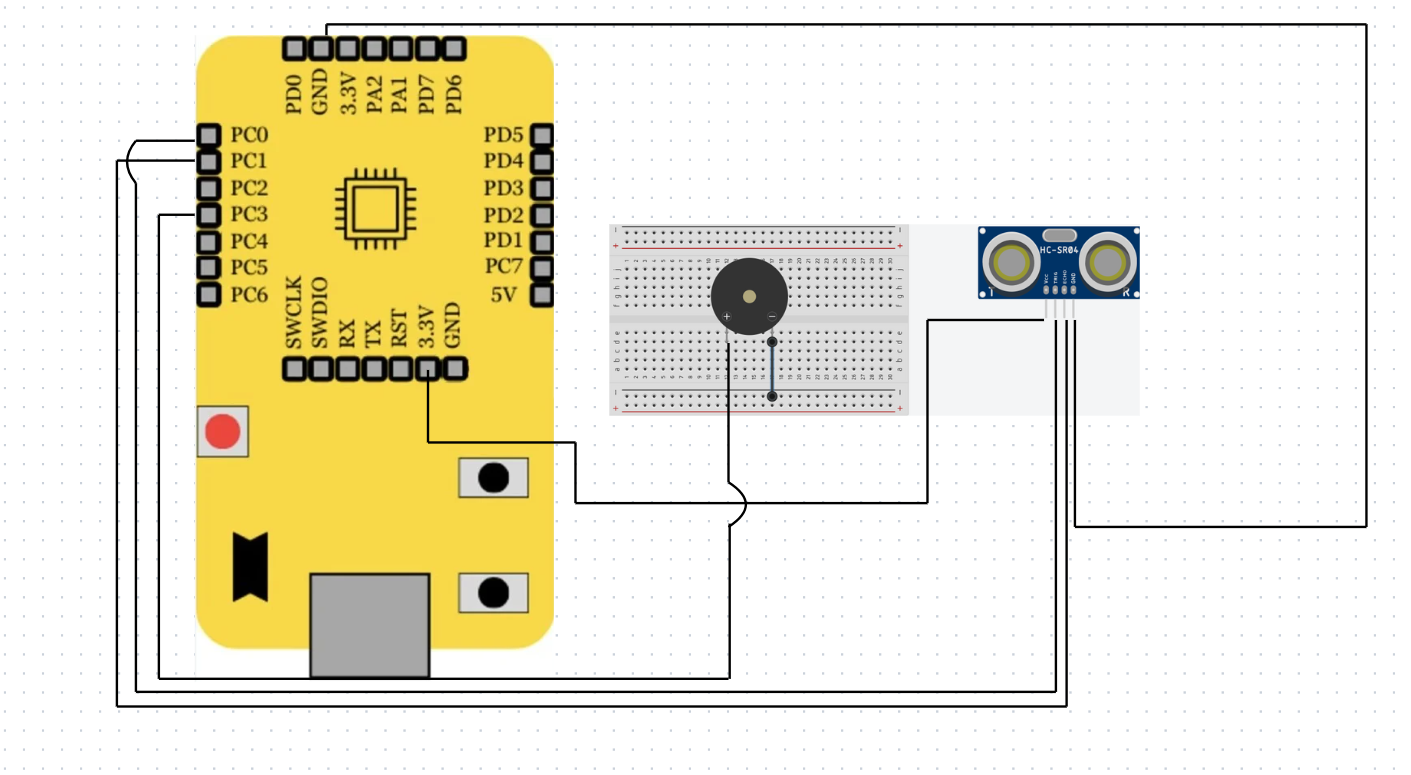 PD0 GND 3.3V PA2 PA1 PD7 PD6
PC0
PC1
PC2
PC3
PC4
PC5
PC6
PD5
PD4
PD3
PD2
PD1
PC7
5V
SWCLK SWDIO RX TX RST 3.3V GND
HC-SR04
Vcc TRIG ECHO GND
T R